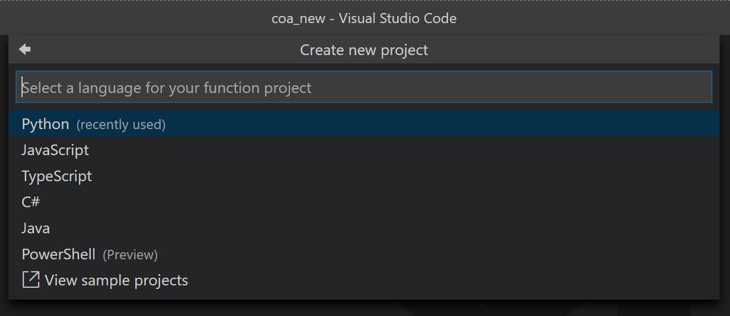 coa_new - Visual Studio Code
Create new project
Select a language for your function project
Python (recently used)
JavaScript
TypeScript
C#
Java
PowerShell (Preview)
View sample projects